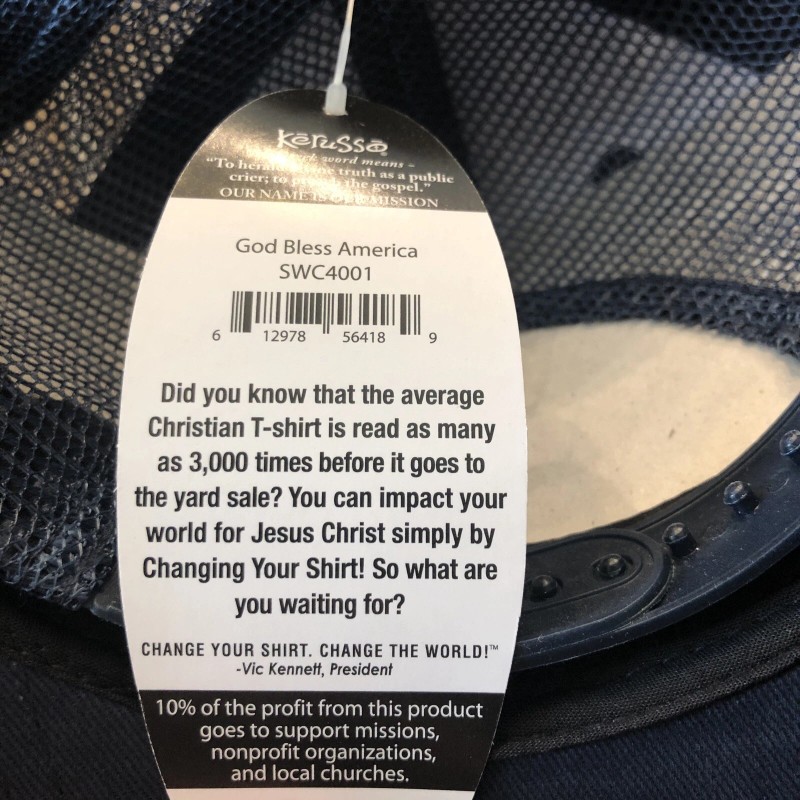 Kerusso
word means –
"To herald truth as a public
crier; to the gospel."
OUR NAME IS OUR MISSION
God Bless America
SWC4001
6 12978 56418 9
Did you know that the average
Christian T-shirt is read as many
as 3,000 times before it goes to
the yard sale? You can impact your
world for Jesus Christ simply by
Changing Your Shirt! So what are
you waiting for?
CHANGE YOUR SHIRT. CHANGE THE WORLD!™
-Vic Kennett, President
10% of the profit from this product
goes to support missions,
nonprofit organizations,
and local churches.